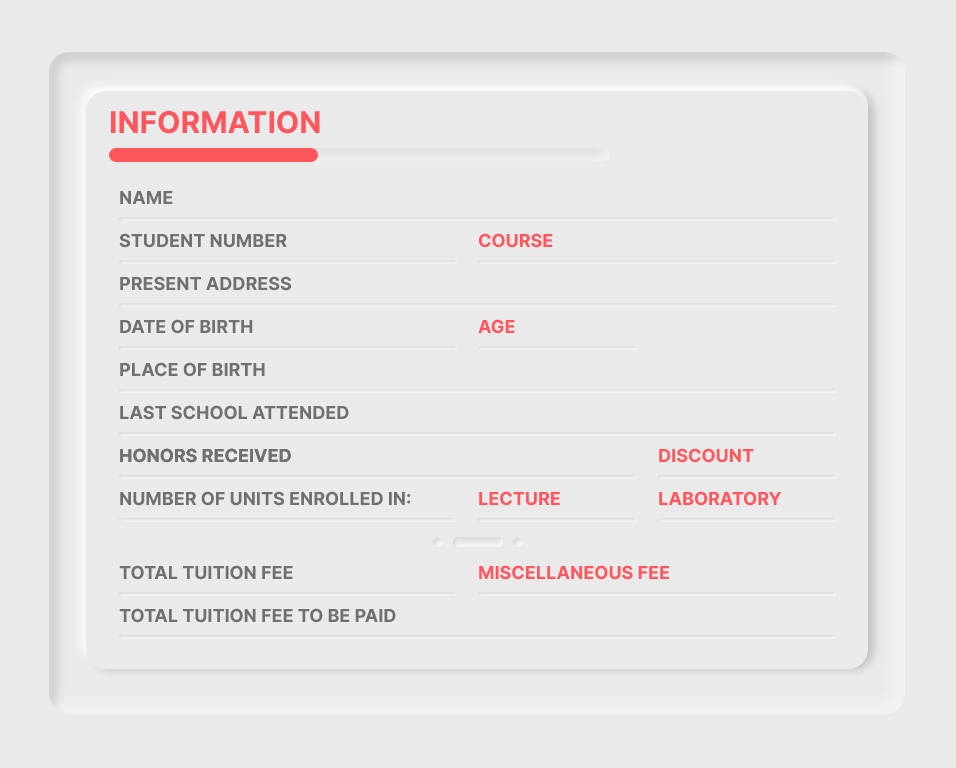 INFORMATION
NAME
STUDENT NUMBER COURSE
PRESENT ADDRESS
DATE OF BIRTH AGE
PLACE OF BIRTH
LAST SCHOOL ATTENDED
HONORS RECEIVED DISCOUNT
NUMBER OF UNITS ENROLLED IN: LECTURE LABORATORY
TOTAL TUITION FEE MISCELLANEOUS FEE
TOTAL TUITION FEE TO BE PAID